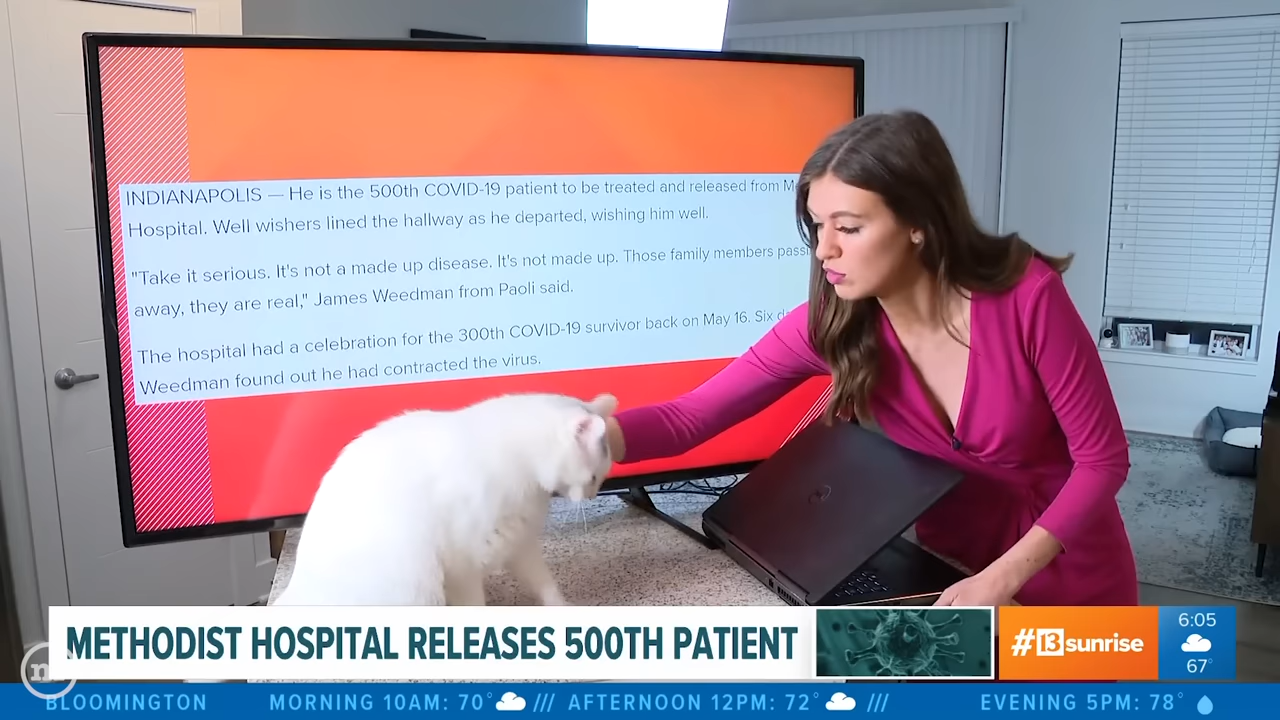 INDIANAPOLIS — He is the 500th COVID-19 patient to be treated and released from
Hospital. Well wishers lined the hallway as he departed, wishing him well.
"Take it serious. It's not a made up disease. It's not made up. Those family members
away, they are real," James Weedman from Paoli said.
The hospital had a celebration for the 300th COVID-19 survivor back on May 16. Six
Weedman found out he had contracted the virus.
METHODIST HOSPITAL RELEASES 500TH PATIENT
#13sunrise
6:05
67°
BLOOMINGTON MORNING 10AM: 70° /// AFTERNOON 12PM: 72° /// EVENING 5PM: 78°